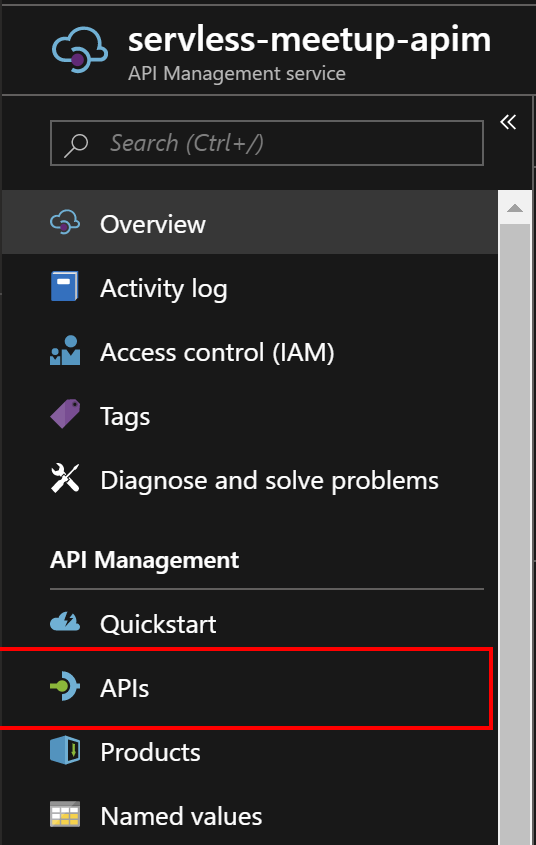 servless-meetup-apim
API Management service
Search (Ctrl+/)
Overview
Activity log
Access control (IAM)
Tags
Diagnose and solve problems
API Management
Quickstart
APIs
Products
Named values